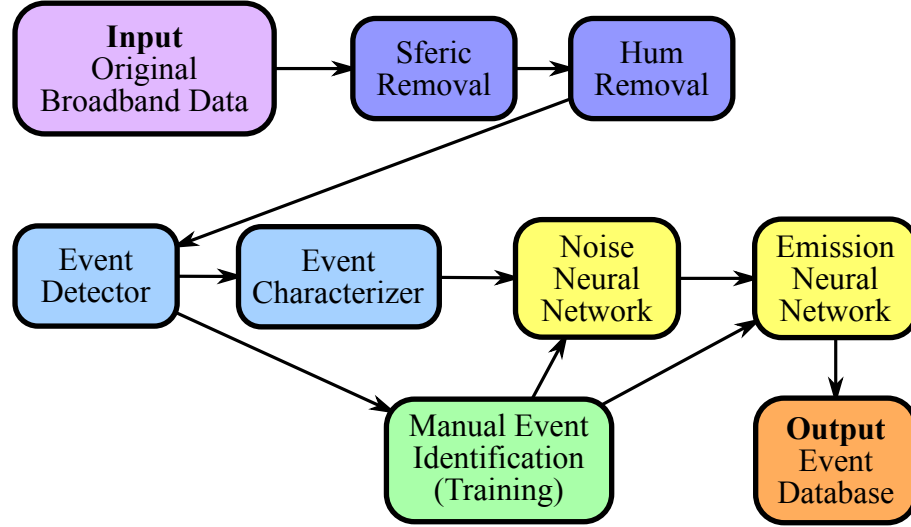 Input
Original
Broadband Data
Sferic
Removal
Hum
Removal
Event
Detector
Event
Characterizer
Noise
Neural
Network
Emission
Neural
Network
Manual Event
Identification
(Training)
Output
Event
Database